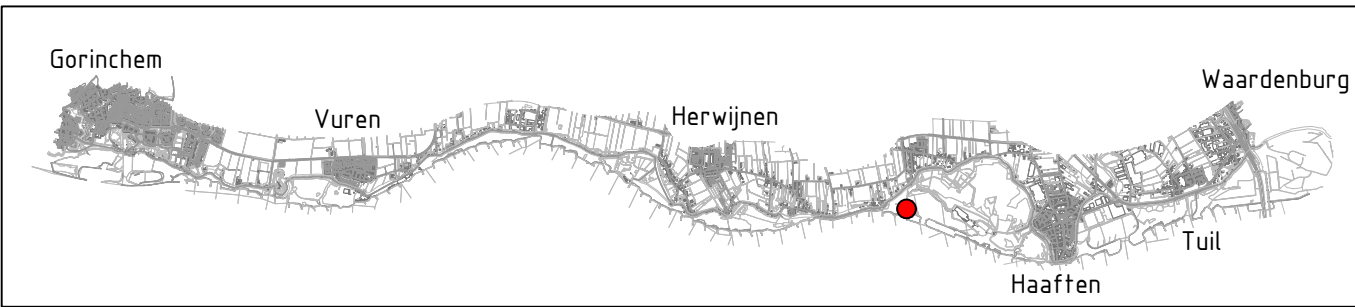 Gorinchem
Vuren
Herwijnen
Waardenburg
Tuil
Haaften